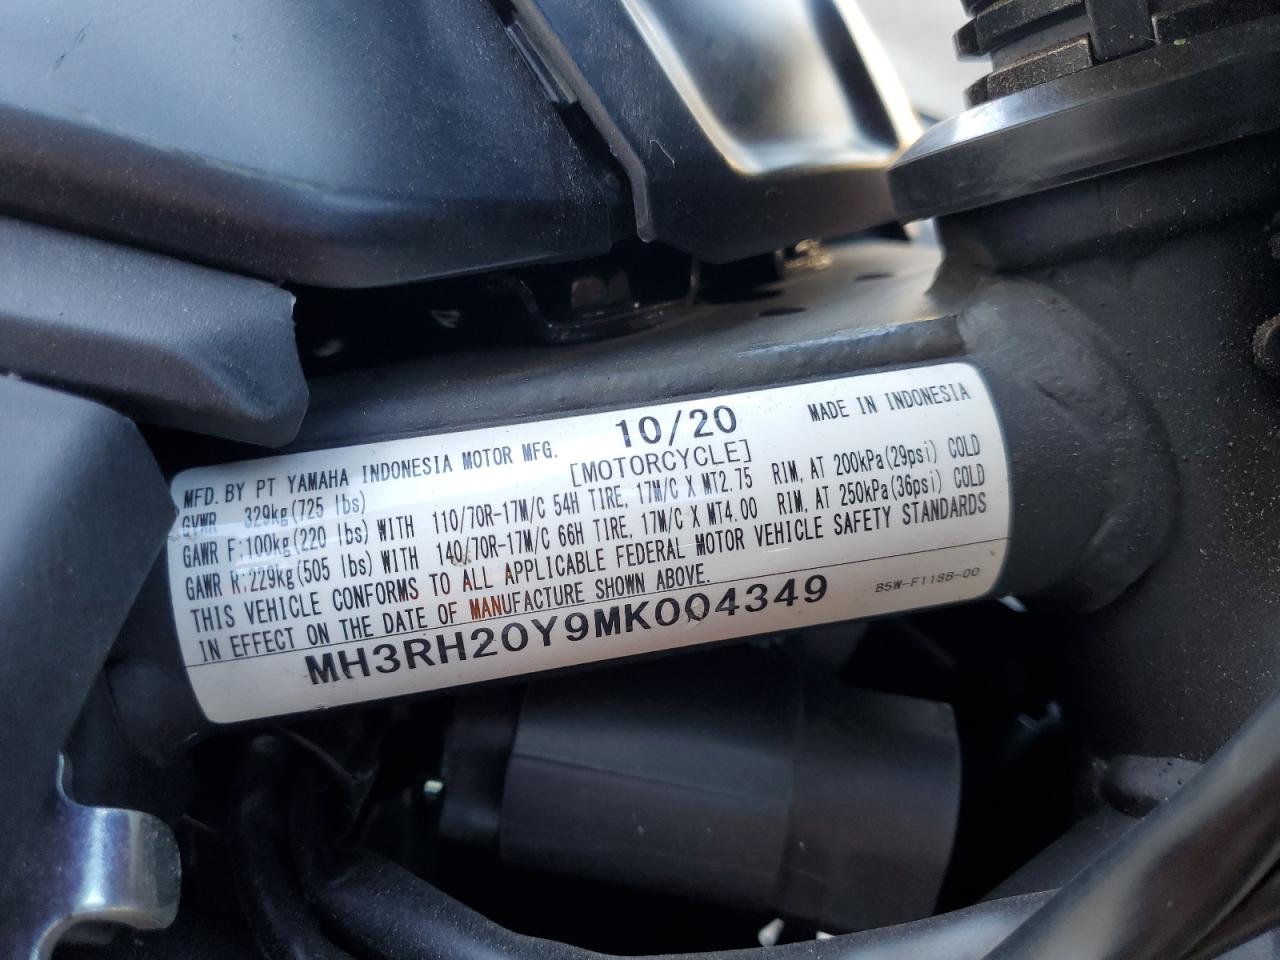 MFD. BY PT YAMAHA INDONESIA MOTOR MFG. 10/20 MADE IN INDONESIA
GVWR 329kg(725 lbs) [MOTORCYCLE]
GAWR F:100kg(220 lbs) WITH 110/70R-17M/C 54H TIRE, 17M/C X MT2.75 RIM, AT 200kPa(29psi) COLD
GAWR R:229kg(505 lbs) WITH 140/70R-17M/C 66H TIRE, 17M/C X MT4.00 RIM, AT 250kPa(36psi) COLD
THIS VEHICLE CONFORMS TO ALL APPLICABLE FEDERAL MOTOR VEHICLE SAFETY STANDARDS
IN EFFECT ON THE DATE OF MANUFACTURE SHOWN ABOVE.
MH3RH20Y9MK004349 B5W-F118B-00